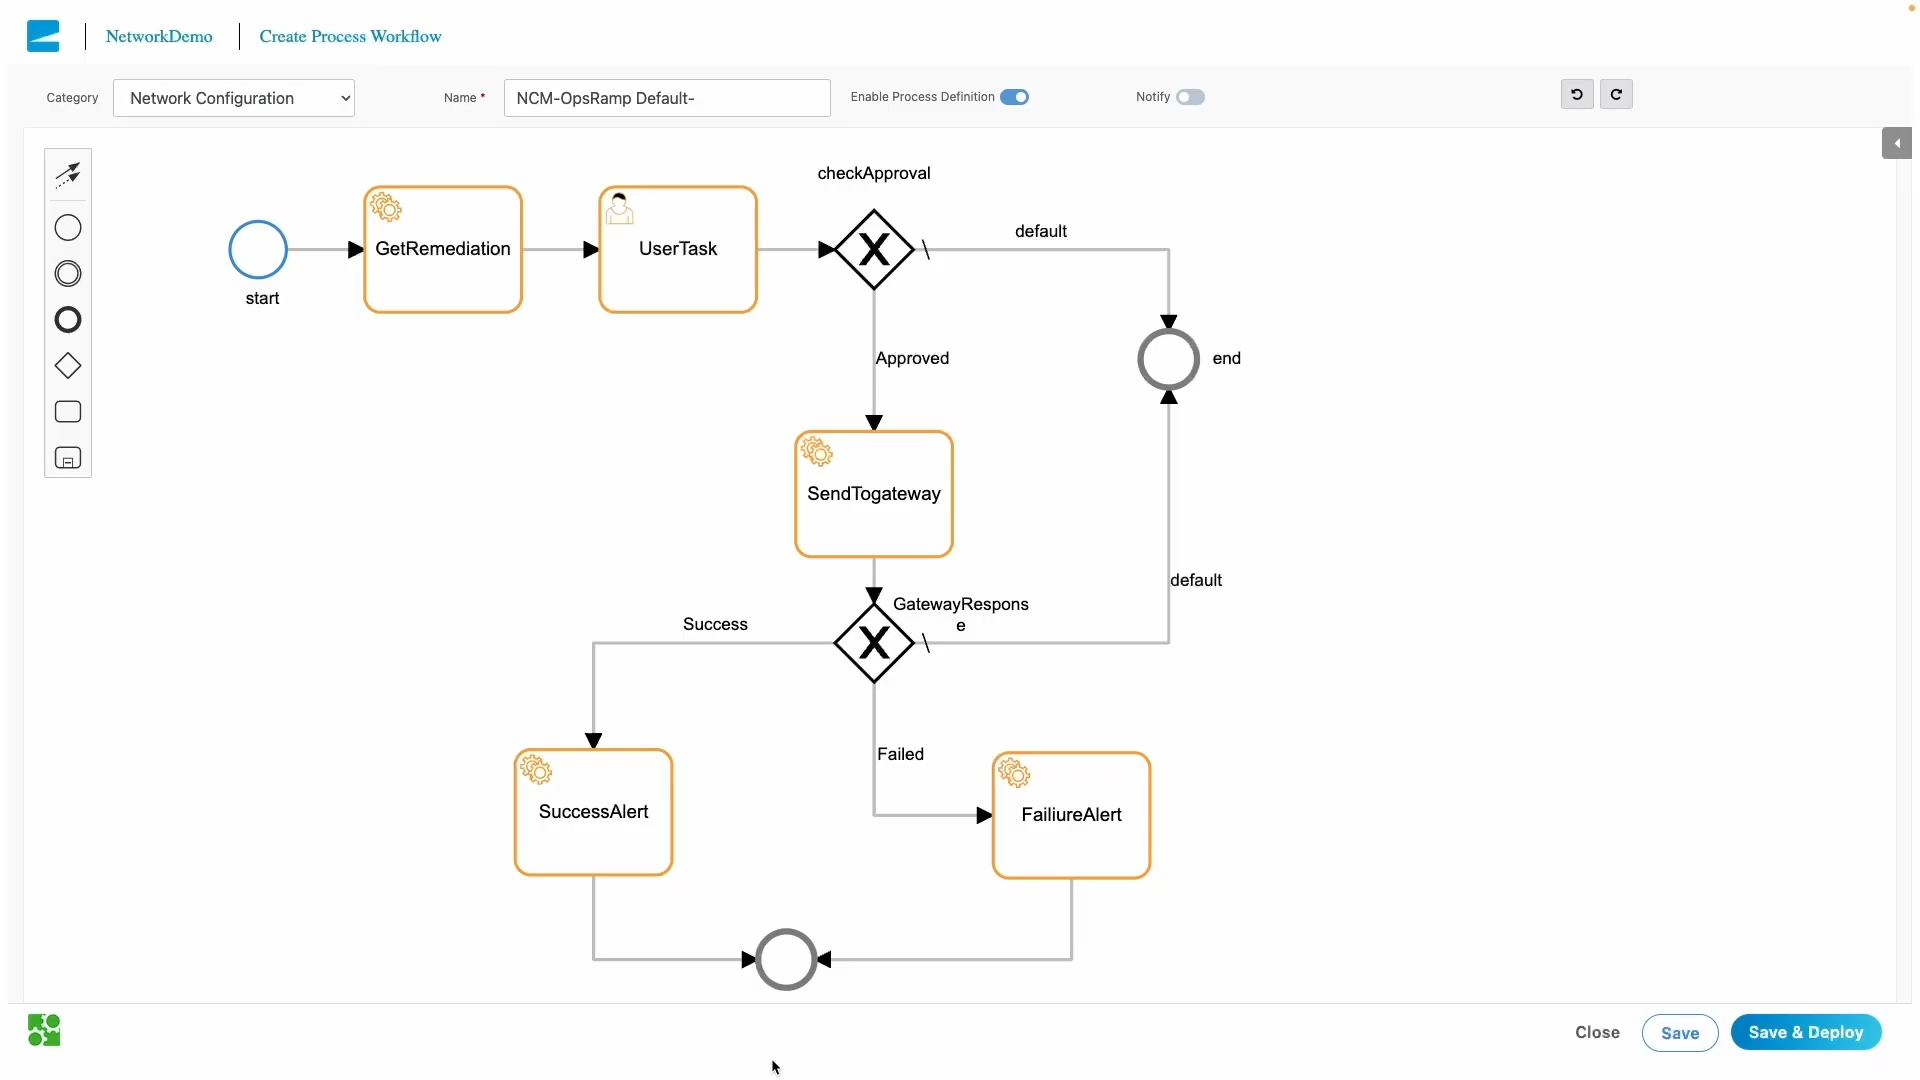 NetworkDemo
Create Process Workflow
Category
Network Configuration
Name *
NCM-OpsRamp Default-
Enable Process Definition
Notify
checkApproval
default
GetRemediation
UserTask
X
start
Approved
end
SendTogateway
default
GatewayRespons
e
Success
X
Failed
SuccessAlert
FailiureAlert
Close
Save
Save & Deploy